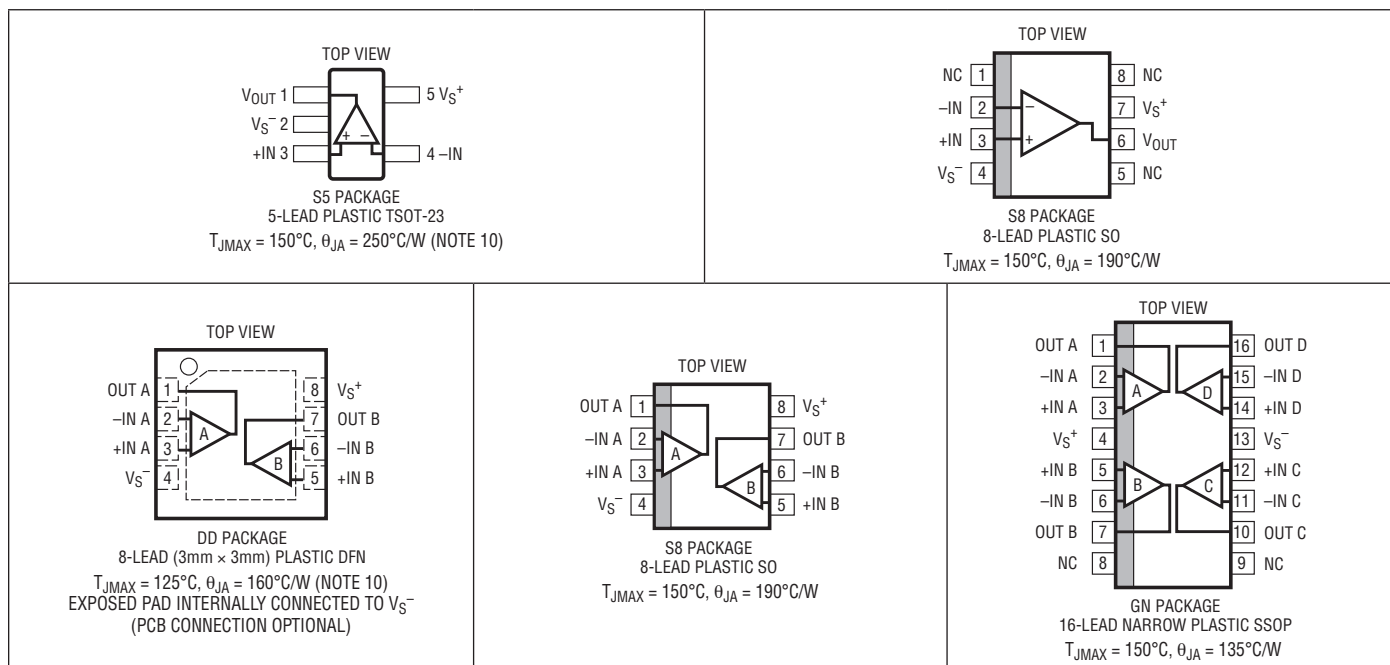 TOP VIEW
VOUT 1
VS– 2
+IN 3
5 VS+
4 –IN
+ –
S5 PACKAGE
5-LEAD PLASTIC TSOT-23
TJMAX = 150°C, θJA = 250°C/W (NOTE 10)
TOP VIEW
NC 1
–IN 2
+IN 3
VS– 4
8 NC
7 VS+
6 VOUT
5 NC
–
+
S8 PACKAGE
8-LEAD PLASTIC SO
TJMAX = 150°C, θJA = 190°C/W
TOP VIEW
OUT A 1
–IN A 2
+IN A 3
VS– 4
8 VS+
7 OUT B
6 –IN B
5 +IN B
A
B
DD PACKAGE
8-LEAD (3mm × 3mm) PLASTIC DFN
TJMAX = 125°C, θJA = 160°C/W (NOTE 10)
EXPOSED PAD INTERNALLY CONNECTED TO VS–
(PCB CONNECTION OPTIONAL)
TOP VIEW
OUT A 1
–IN A 2
+IN A 3
VS– 4
8 VS+
7 OUT B
6 –IN B
5 +IN B
A
B
S8 PACKAGE
8-LEAD PLASTIC SO
TJMAX = 150°C, θJA = 190°C/W
TOP VIEW
OUT A 1
–IN A 2
+IN A 3
VS+ 4
+IN B 5
–IN B 6
OUT B 7
NC 8
16 OUT D
15 –IN D
14 +IN D
13 VS–
12 +IN C
11 –IN C
10 OUT C
9 NC
A
D
B
C
GN PACKAGE
16-LEAD NARROW PLASTIC SSOP
TJMAX = 150°C, θJA = 135°C/W